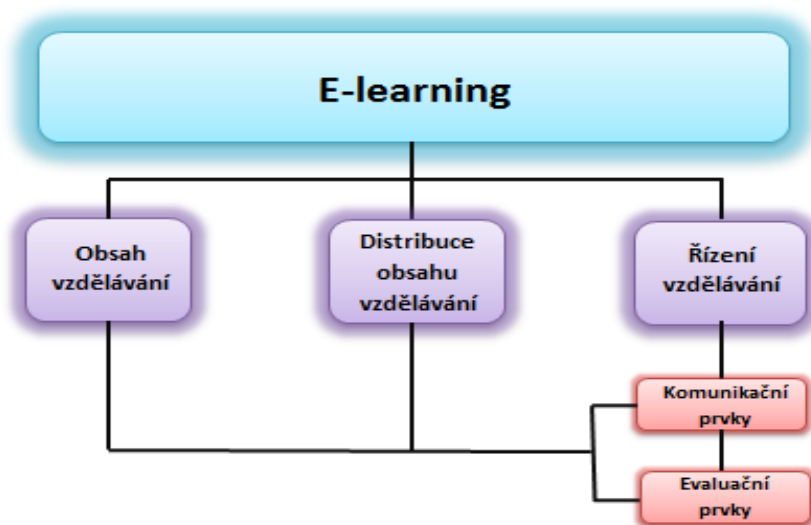 E-learning
Obsah
vzdělávání
Distribuce
obsahu
vzdělávání
Řízení
vzdělávání
Komunikační
prvky
Evaluační
prvky